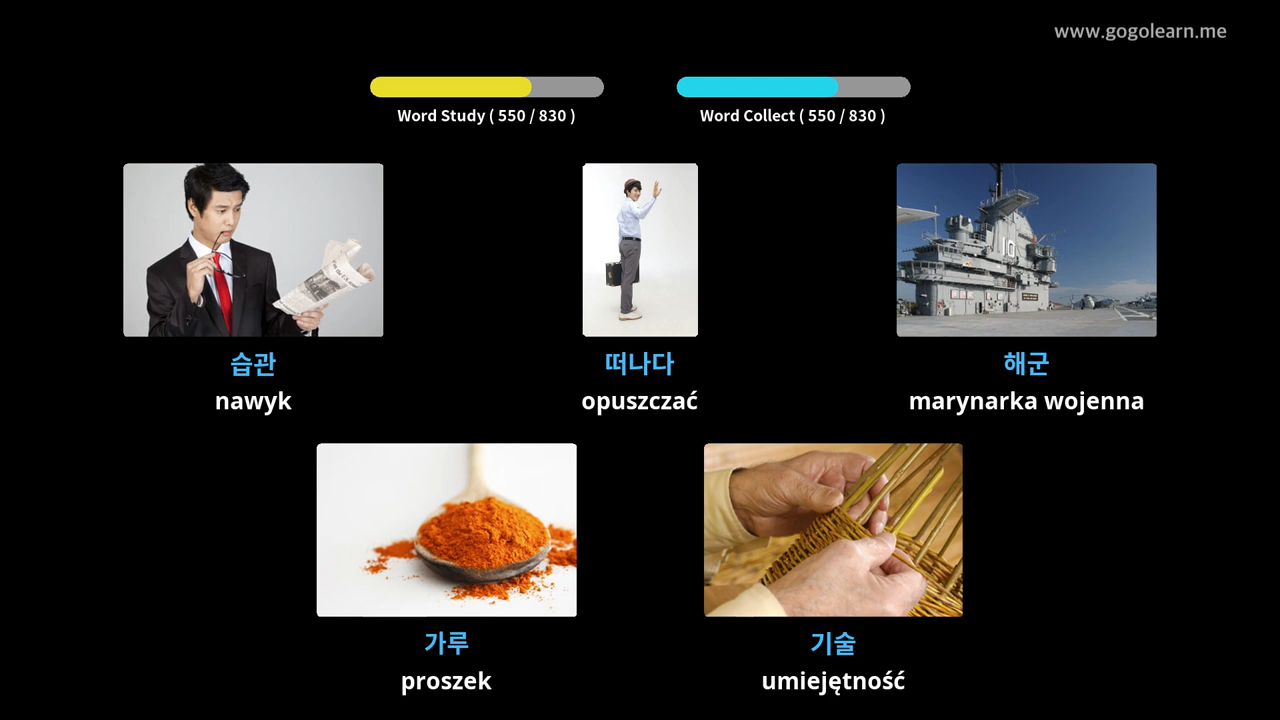 www.gogolearn.me
Word Study ( 550 / 830 )
Word Collect ( 550 / 830 )
10
습관
nawyk
떠나다
opuszczać
해군
marynarka wojenna
가루
proszek
기술
umiejętność